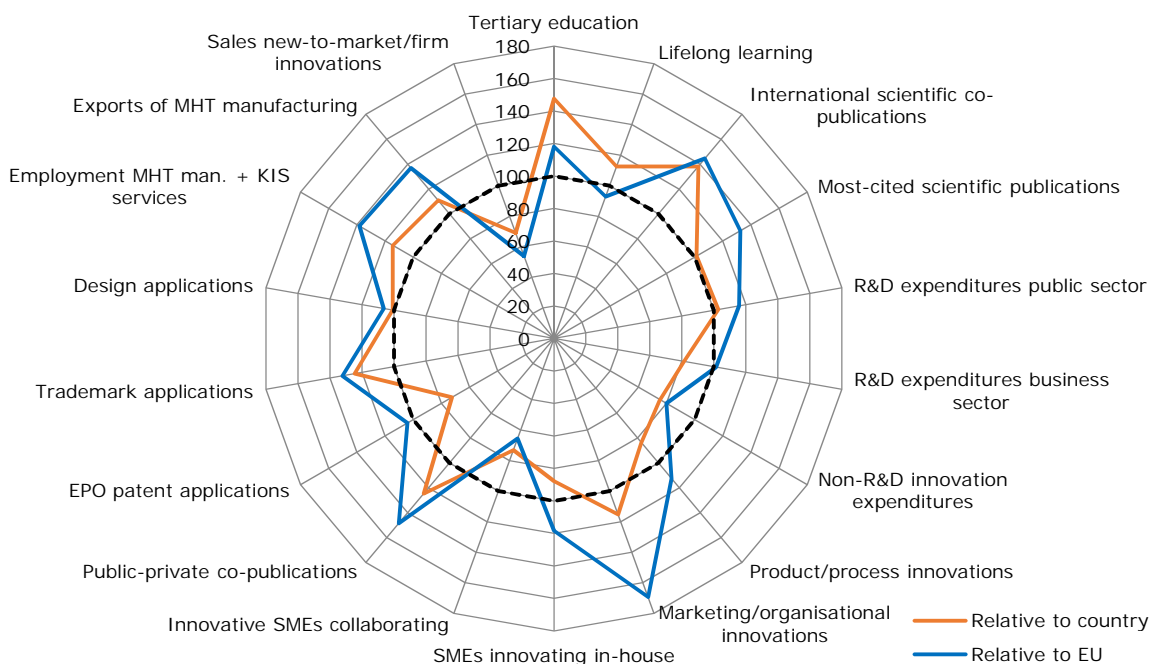 Tertiary education
Sales new-to-market/firm
innovations
Lifelong learning
Exports of MHT manufacturing
International scientific co-
publications
Employment MHT man. + KIS
services
Most-cited scientific publications
Design applications
R&D expenditures public sector
Trademark applications
R&D expenditures business
sector
EPO patent applications
Non-R&D innovation
expenditures
Public-private co-publications
Product/process innovations
Innovative SMEs collaborating
Marketing/organisational
innovations
SMEs innovating in-house
180
160
140
120
100
80
60
40
20
0
Relative to country
Relative to EU